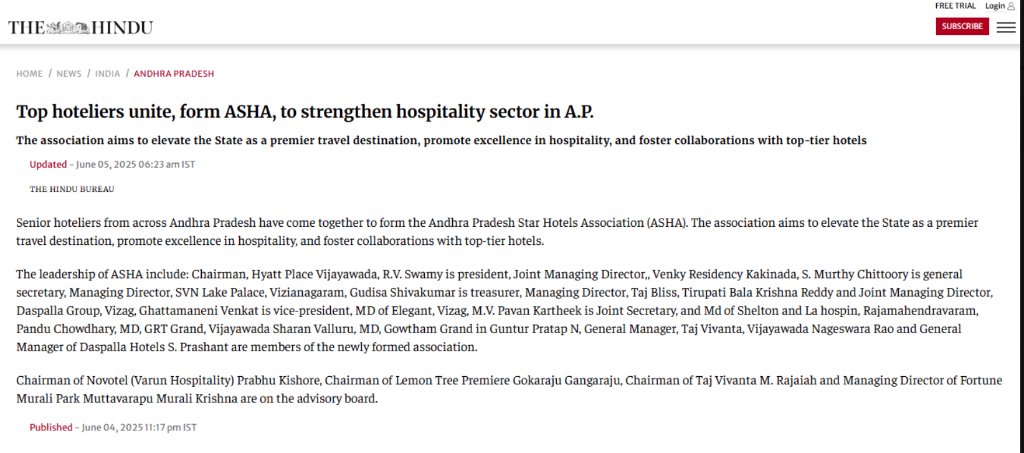 FREE TRIAL Login
THE HINDU
SUBSCRIBE
HOME / NEWS / INDIA / ANDHRA PRADESH
Top hoteliers unite, form ASHA, to strengthen hospitality sector in A.P.
The association aims to elevate the State as a premier travel destination, promote excellence in hospitality, and foster collaborations with top-tier hotels
Updated - June 05, 2025 06:23 am IST
THE HINDU BUREAU
Senior hoteliers from across Andhra Pradesh have come together to form the Andhra Pradesh Star Hotels Association (ASHA). The association aims to elevate the State as a premier
travel destination, promote excellence in hospitality, and foster collaborations with top-tier hotels.
The leadership of ASHA include: Chairman, Hyatt Place Vijayawada, R.V. Swamy is president, Joint Managing Director,, Venky Residency Kakinada, S. Murthy Chittoory is general
secretary, Managing Director, SVN Lake Palace, Vizianagaram, Gudisa Shivakumar is treasurer, Managing Director, Taj Bliss, Tirupati Bala Krishna Reddy and Joint Managing Director,
Daspalla Group, Vizag, Ghattamaneni Venkat is vice-president, MD of Elegant, Vizag, M.V. Pavan Kartheek is Joint Secretary, and Md of Shelton and La hospin, Rajamahendravaram,
Pandu Chowdhary, MD, GRT Grand, Vijayawada Sharan Valluru, MD, Gowtham Grand in Guntur Pratap N, General Manager, Taj Vivanta, Vijayawada Nageswara Rao and General
Manager of Daspalla Hotels S. Prashant are members of the newly formed association.
Chairman of Novotel (Varun Hospitality) Prabhu Kishore, Chairman of Lemon Tree Premiere Gokaraju Gangaraju, Chairman of Taj Vivanta M. Rajaiah and Managing Director of Fortune
Murali Park Muttavarapu Murali Krishna are on the advisory board.
Published - June 04, 2025 11:17 pm IST